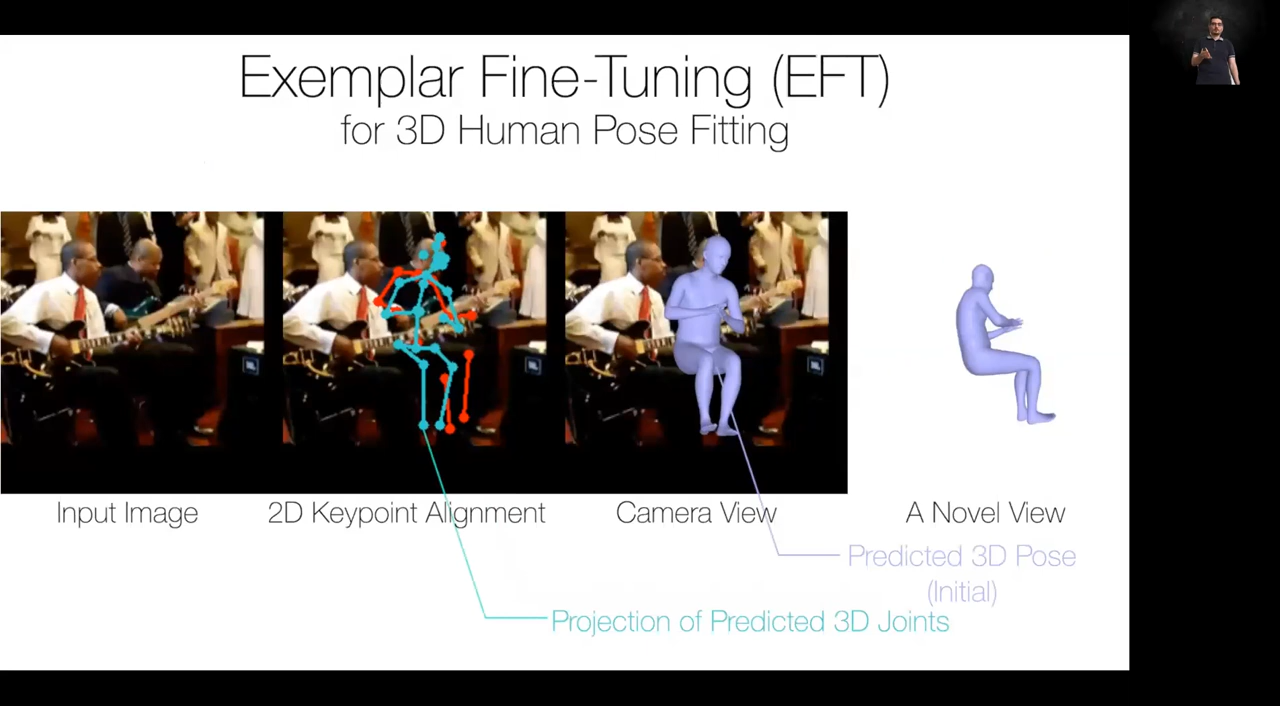 Exemplar Fine-Tuning (EFT)
for 3D Human Pose Fitting
Input Image
2D Keypoint Alignment
Camera View
A Novel View
Predicted 3D Pose
(Initial)
Projection of Predicted 3D Joints